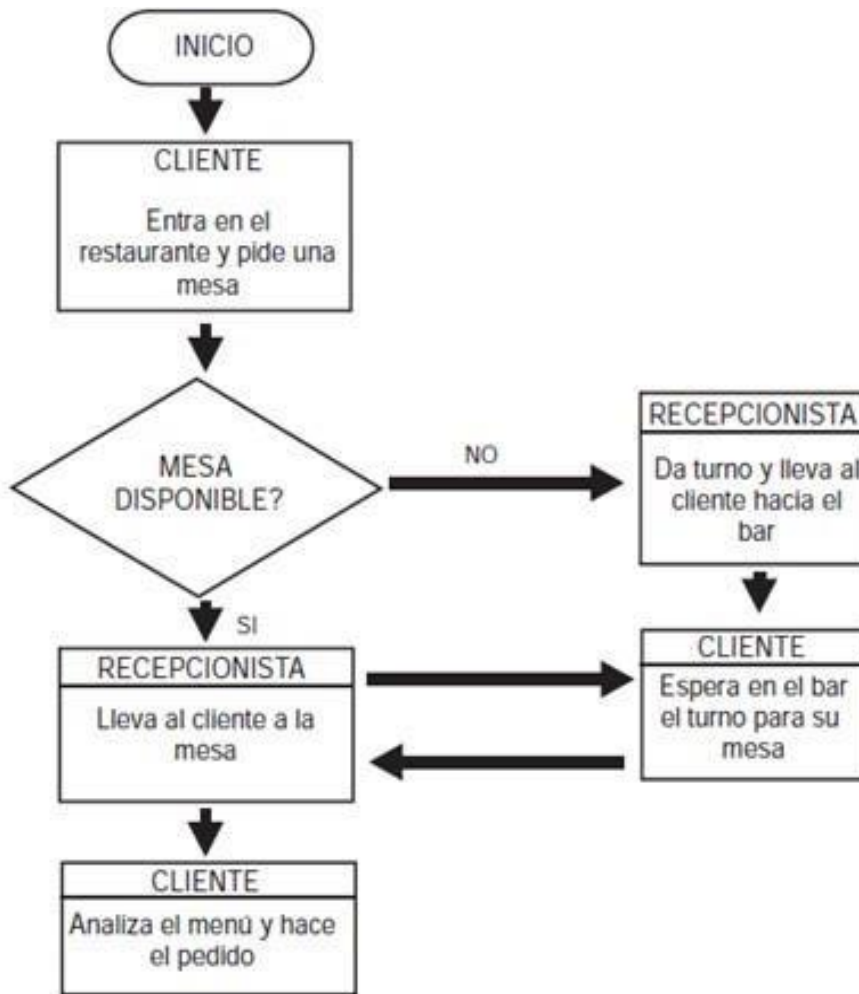 INICIO
CLIENTE
Entra en el
restaurante y pide una
mesa
MESA
DISPONIBLE?
NO
RECEPCIONISTA
Da turno y lleva al
cliente hacia el
bar
SI
RECEPCIONISTA
Lleva al cliente a la
mesa
CLIENTE
Espera en el bar
el turno para su
mesa
CLIENTE
Analiza el menú y hace
el pedido